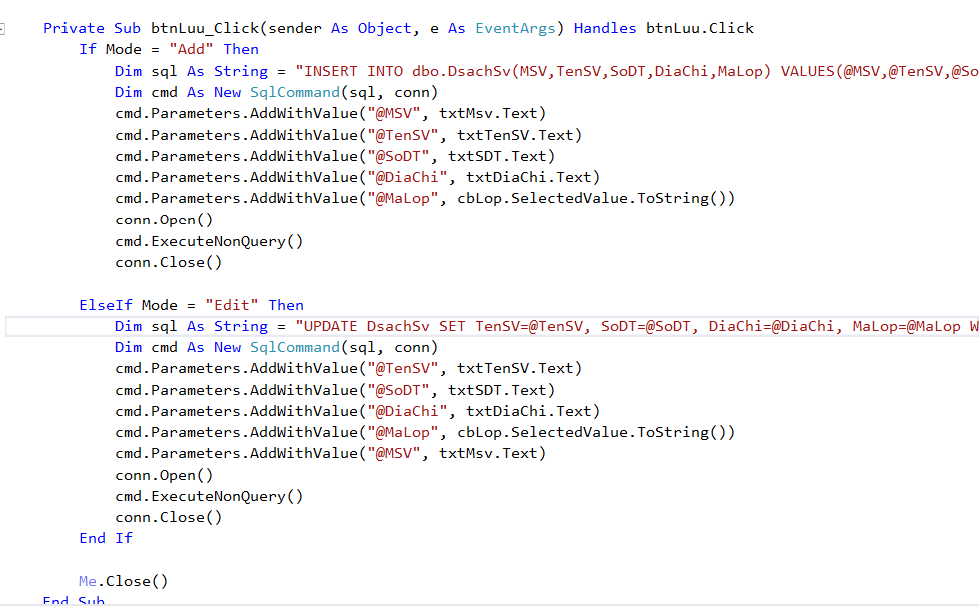 Private Sub btnLuu_Click(sender As Object, e As EventArgs) Handles btnLuu.Click
If Mode = "Add" Then
Dim sql As String = "INSERT INTO dbo.DsachSv(MSV,TenSV,SoDT,DiaChi,MaLop) VALUES(@MSV,@TenSV,@So
Dim cmd As New SqlCommand(sql, conn)
cmd.Parameters.AddWithValue("@MSV", txtMsv.Text)
cmd.Parameters.AddWithValue("@TenSV", txtTenSV.Text)
cmd.Parameters.AddWithValue("@SoDT", txtSDT.Text)
cmd.Parameters.AddWithValue("@DiaChi", txtDiaChi.Text)
cmd.Parameters.AddWithValue("@MaLop", cbLop.SelectedValue.ToString())
conn.Open()
cmd.ExecuteNonQuery()
conn.Close()
ElseIf Mode = "Edit" Then
Dim sql As String = "UPDATE DsachSv SET TenSV=@TenSV, SoDT=@SoDT, DiaChi=@DiaChi, MaLop=@MaLop W
Dim cmd As New SqlCommand(sql, conn)
cmd.Parameters.AddWithValue("@TenSV", txtTenSV.Text)
cmd.Parameters.AddWithValue("@SoDT", txtSDT.Text)
cmd.Parameters.AddWithValue("@DiaChi", txtDiaChi.Text)
cmd.Parameters.AddWithValue("@MaLop", cbLop.SelectedValue.ToString())
cmd.Parameters.AddWithValue("@MSV", txtMsv.Text)
conn.Open()
cmd.ExecuteNonQuery()
conn.Close()
End If
Me.Close()
End Sub